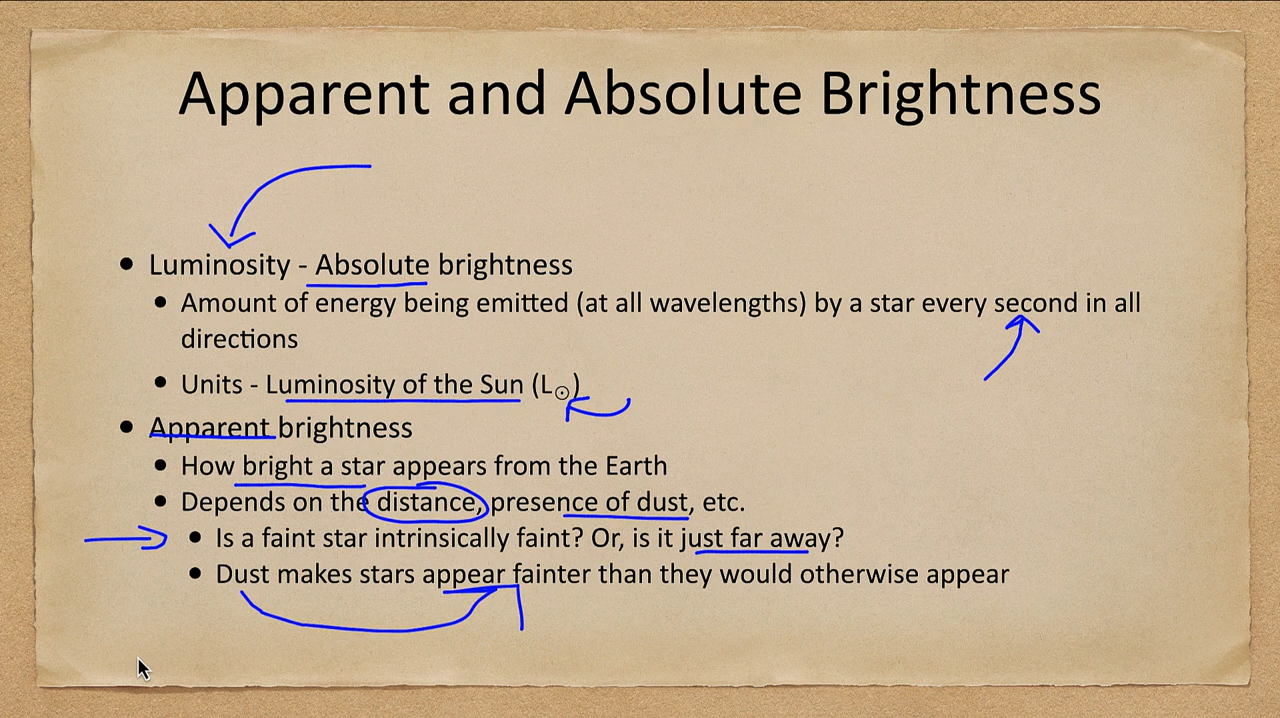 Apparent and Absolute Brightness
• Luminosity - Absolute brightness
• Amount of energy being emitted (at all wavelengths) by a star every second in all
directions
• Units - Luminosity of the Sun (L☉)
• Apparent brightness
• How bright a star appears from the Earth
• Depends on the distance, presence of dust, etc.
• Is a faint star intrinsically faint? Or, is it just far away?
• Dust makes stars appear fainter than they would otherwise appear